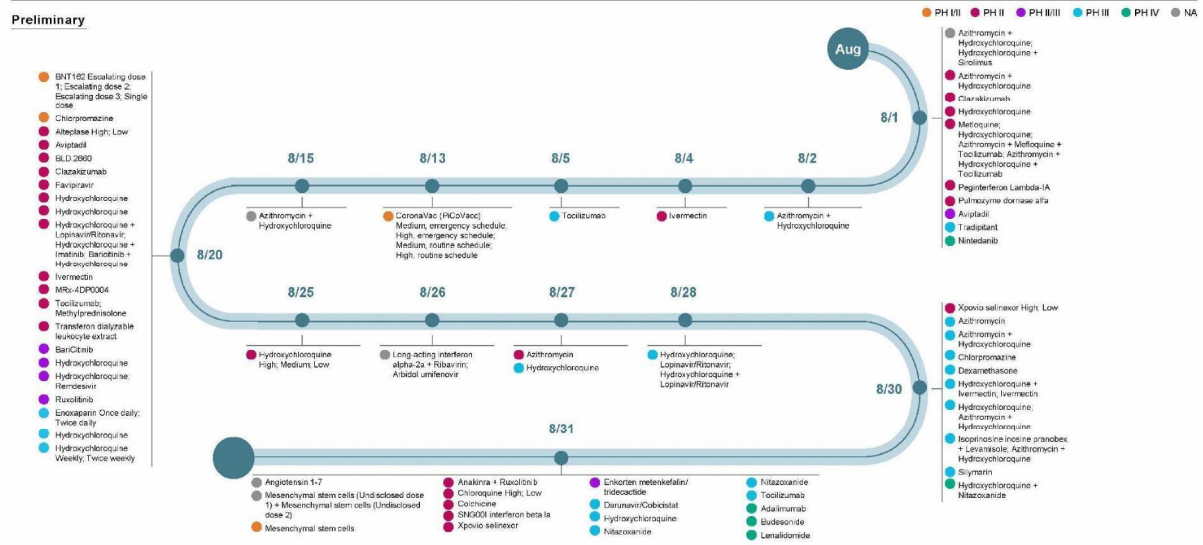 Preliminary
PH I/II
PH II
PH II/III
PH III
PH IV
NA
Aug
8/1
Azithromycin +
Hydroxychloroquine;
Hydroxychloroquine +
Sirolimus
Azithromycin +
Hydroxychloroquine
Clazakizumab
Hydroxychloroquine
Mefloquine;
Hydroxychloroquine;
Azithromycin + Mefloquine +
Tocilizumab; Azithromycin +
Hydroxychloroquine +
Tocilizumab
Peginterferon Lambda-IA
Pulmozyme dornase alfa
Aviptadil
Tradipitant
Nintedanib
8/2
Azithromycin +
Hydroxychloroquine
8/4
Ivermectin
8/5
Tocilizumab
8/13
CoronaVac (PiCoVacc)
Medium, emergency schedule;
High, emergency schedule;
Medium, routine schedule;
High, routine schedule
8/15
Azithromycin +
Hydroxychloroquine
8/20
BNT162 Escalating dose
1; Escalating dose 2;
Escalating dose 3; Single
dose
Chlorpromazine
Alteplase High; Low
Aviptadil
BLD.2660
Clazakizumab
Favipiravir
Hydroxychloroquine
Hydroxychloroquine
Hydroxychloroquine +
Lopinavir/Ritonavir;
Hydroxychloroquine +
Imatinib; Baricitinib +
Hydroxychloroquine
Ivermectin
MRx-4DP0004
Tocilizumab;
Methylprednisolone
Transferon dialyzable
leukocyte extract
BariCitinib
Hydroxychloroquine
Hydroxychloroquine;
Remdesivir
Ruxolitinib
Enoxaparin Once daily;
Twice daily
Hydroxychloroquine
Hydroxychloroquine
Weekly; Twice weekly
8/25
Hydroxychloroquine
High; Medium; Low
8/26
Long-acting interferon
alpha-2a + Ribavirin;
Arbidol umifenovir
8/27
Azithromycin
Hydroxychloroquine
8/28
Hydroxychloroquine;
Lopinavir/Ritonavir;
Hydroxychloroquine +
Lopinavir/Ritonavir
8/30
Xpovio selinexor High; Low
Azithromycin
Azithromycin +
Hydroxychloroquine
Chlorpromazine
Dexamethasone
Hydroxychloroquine +
Ivermectin; Ivermectin
Hydroxychloroquine;
Azithromycin +
Hydroxychloroquine
Isoprinosine inosine pranobex
+ Levamisole; Azithromycin +
Hydroxychloroquine
Silymarin
Hydroxychloroquine +
Nitazoxanide
8/31
Angiotensin 1-7
Mesenchymal stem cells (Undisclosed dose
1) + Mesenchymal stem cells (Undisclosed
dose 2)
Mesenchymal stem cells
Anakinra + Ruxolitinib
Chloroquine High; Low
Colchicine
SNG00I interferon beta Ia
Xpovio selinexor
Enkorten metenkefalin/
tridecactide
Darunavir/Cobicistat
Hydroxychloroquine
Nitazoxanide
Nitazoxanide
Tocilizumab
Adalimumab
Budesonide
Lenalidomide